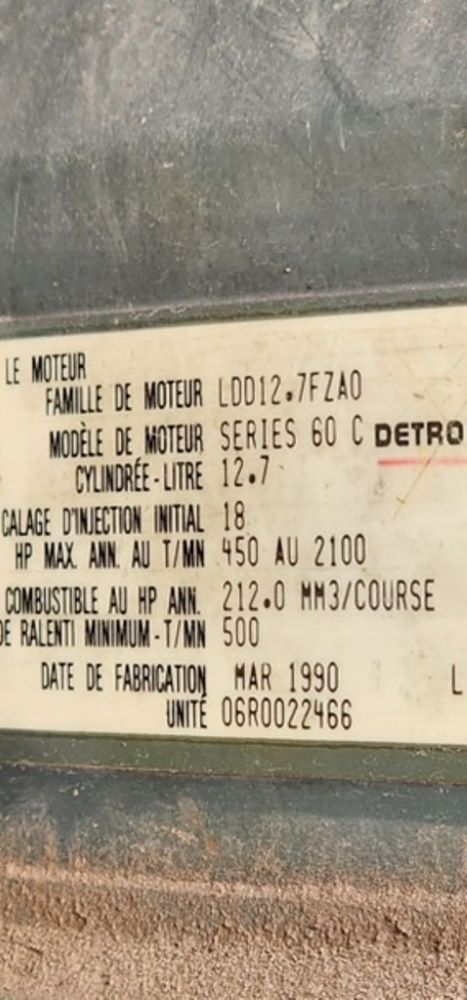 LE MOTEUR
FAMILLE DE MOTEUR LDD12.7FZA0
MODÈLE DE MOTEUR SERIES 60 C DETRO
CYLINDRÉE-LITRE 12.7
CALAGE D'INJECTION INITIAL 18
HP MAX. ANN. AU T/MN 450 AU 2100
COMBUSTIBLE AU HP ANN. 212.0 MM3/COURSE
DE RALENTI MINIMUM-T/MN 500
DATE DE FABRICATION MAR 1990 L
UNITÉ 06R0022466